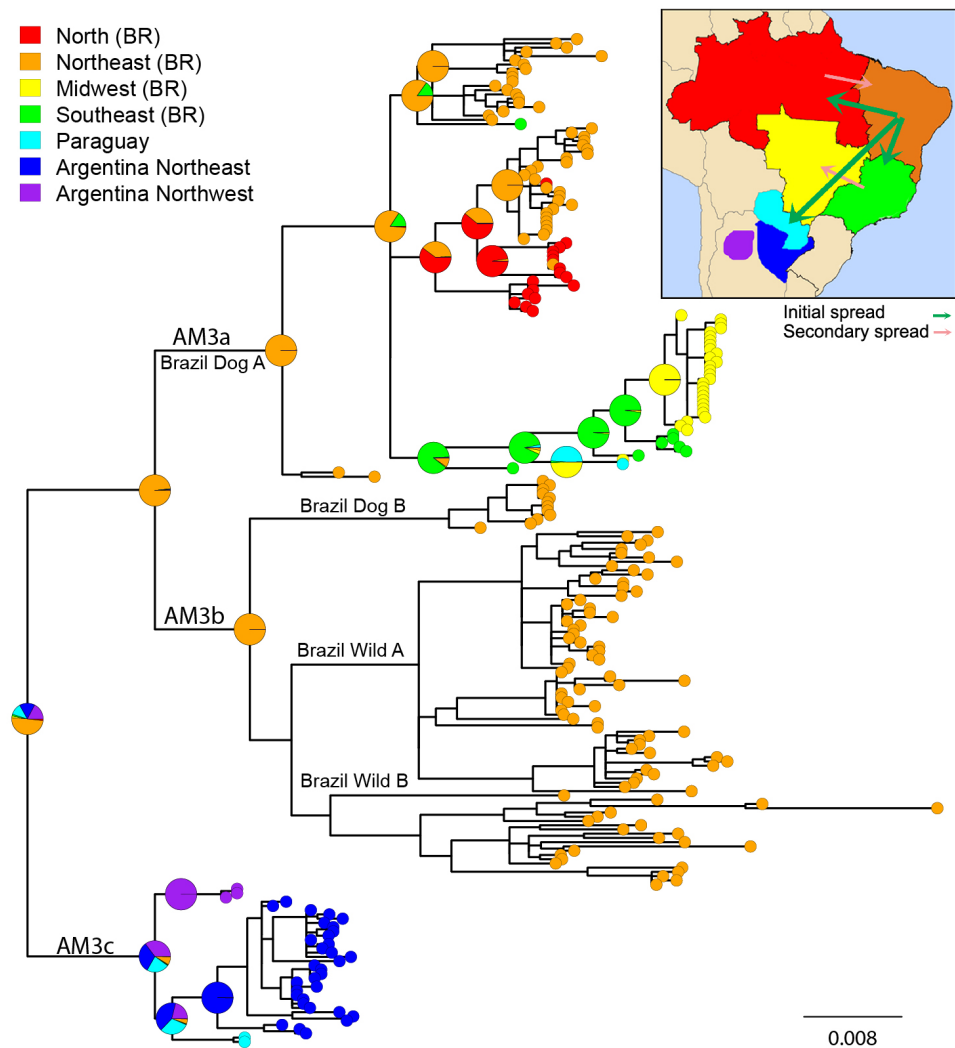 North (BR)
Northeast (BR)
Midwest (BR)
Southeast (BR)
Paraguay
Argentina Northeast
Argentina Northwest
Initial spread
Secondary spread
AM3a
Brazil Dog A
Brazil Dog B
AM3b
Brazil Wild A
Brazil Wild B
AM3c
0.008